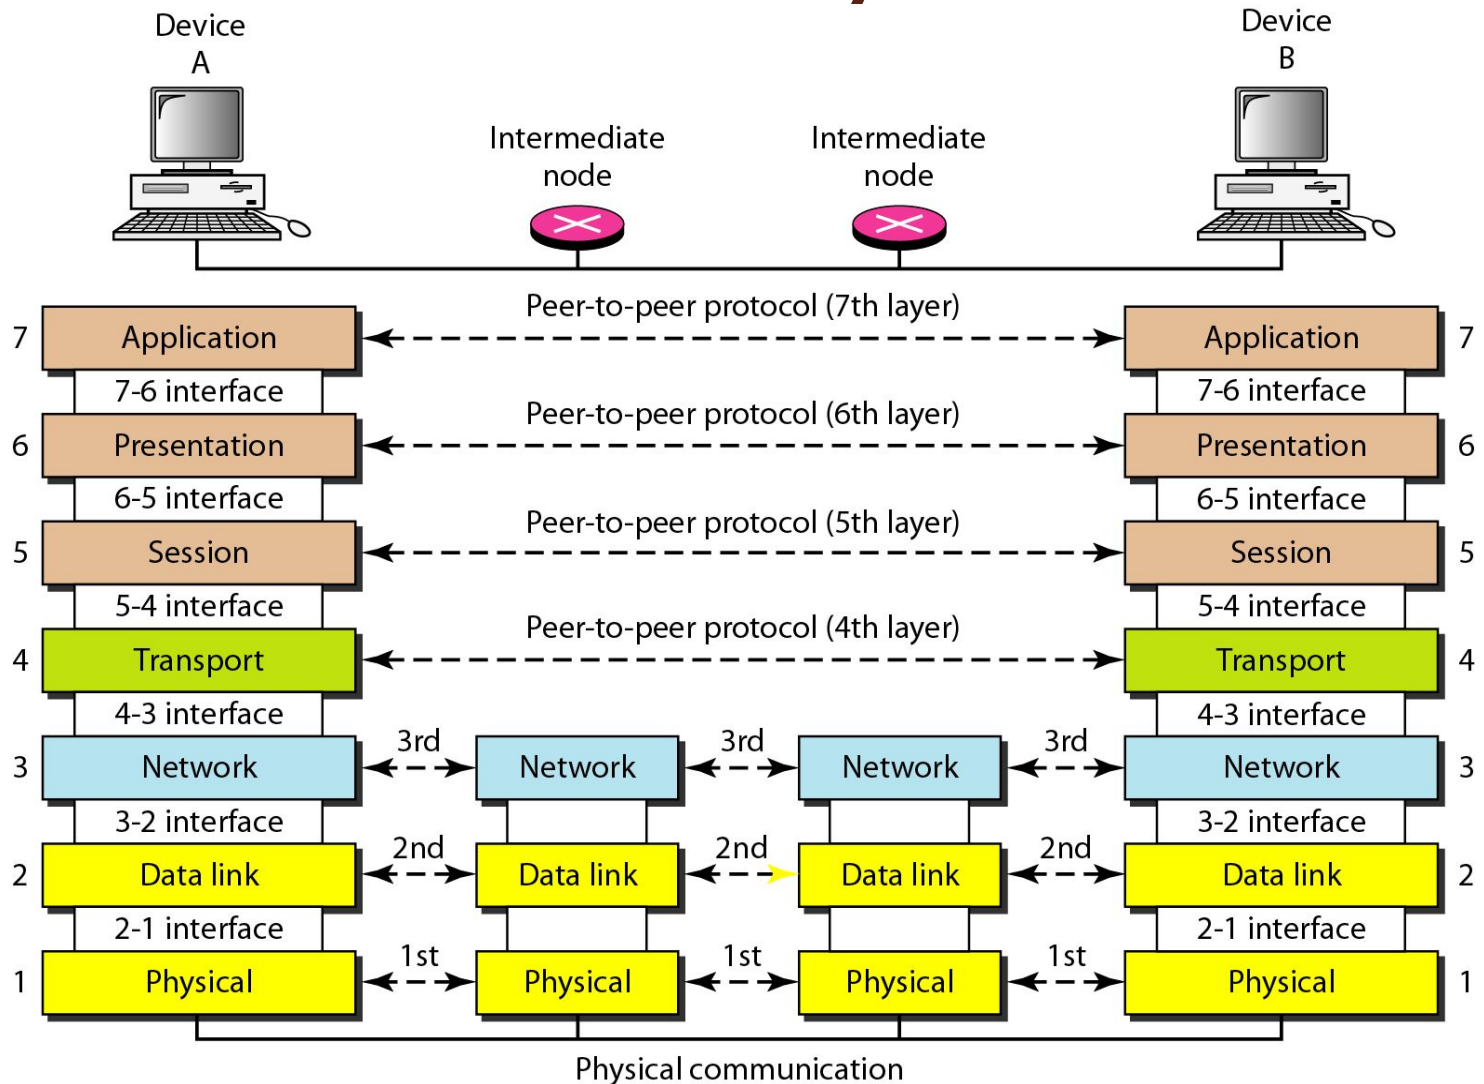 Device
A
Device
B
Intermediate
node
Intermediate
node
Peer-to-peer protocol (7th layer)
7 Application Application 7
7-6 interface 7-6 interface
Peer-to-peer protocol (6th layer)
6 Presentation Presentation 6
6-5 interface 6-5 interface
Peer-to-peer protocol (5th layer)
5 Session Session 5
5-4 interface 5-4 interface
Peer-to-peer protocol (4th layer)
4 Transport Transport 4
4-3 interface 4-3 interface
3rd 3rd 3rd
3 Network Network Network Network 3
3-2 interface 3-2 interface
2nd 2nd 2nd
2 Data link Data link Data link Data link 2
2-1 interface 2-1 interface
1st 1st 1st
1 Physical Physical Physical Physical 1
Physical communication